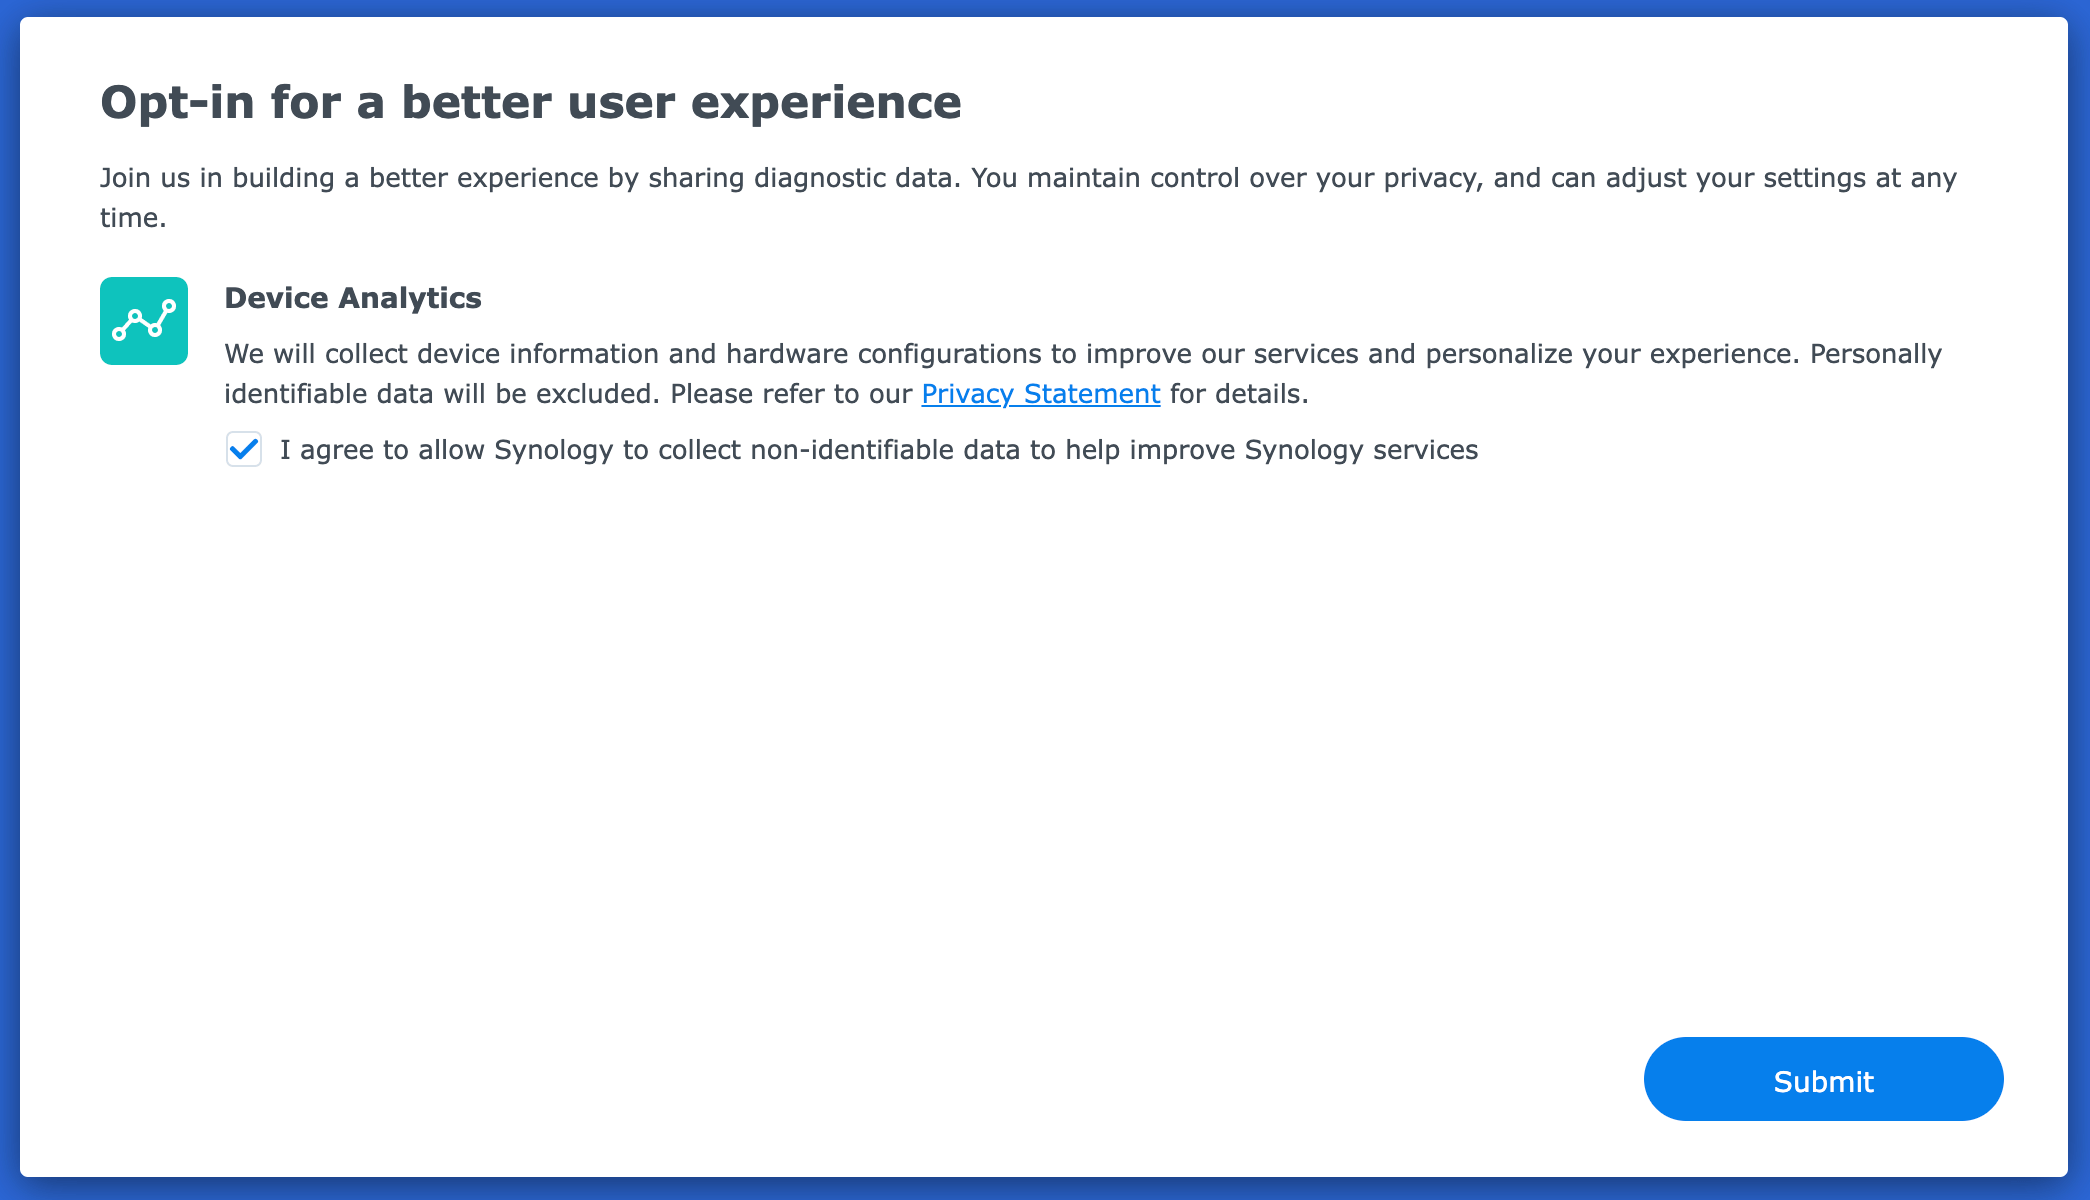 Opt-in for a better user experience
Join us in building a better experience by sharing diagnostic data. You maintain control over your privacy, and can adjust your settings at any
time.
Device Analytics
We will collect device information and hardware configurations to improve our services and personalize your experience. Personally
identifiable data will be excluded. Please refer to our Privacy Statement for details.
I agree to allow Synology to collect non-identifiable data to help improve Synology services
Submit